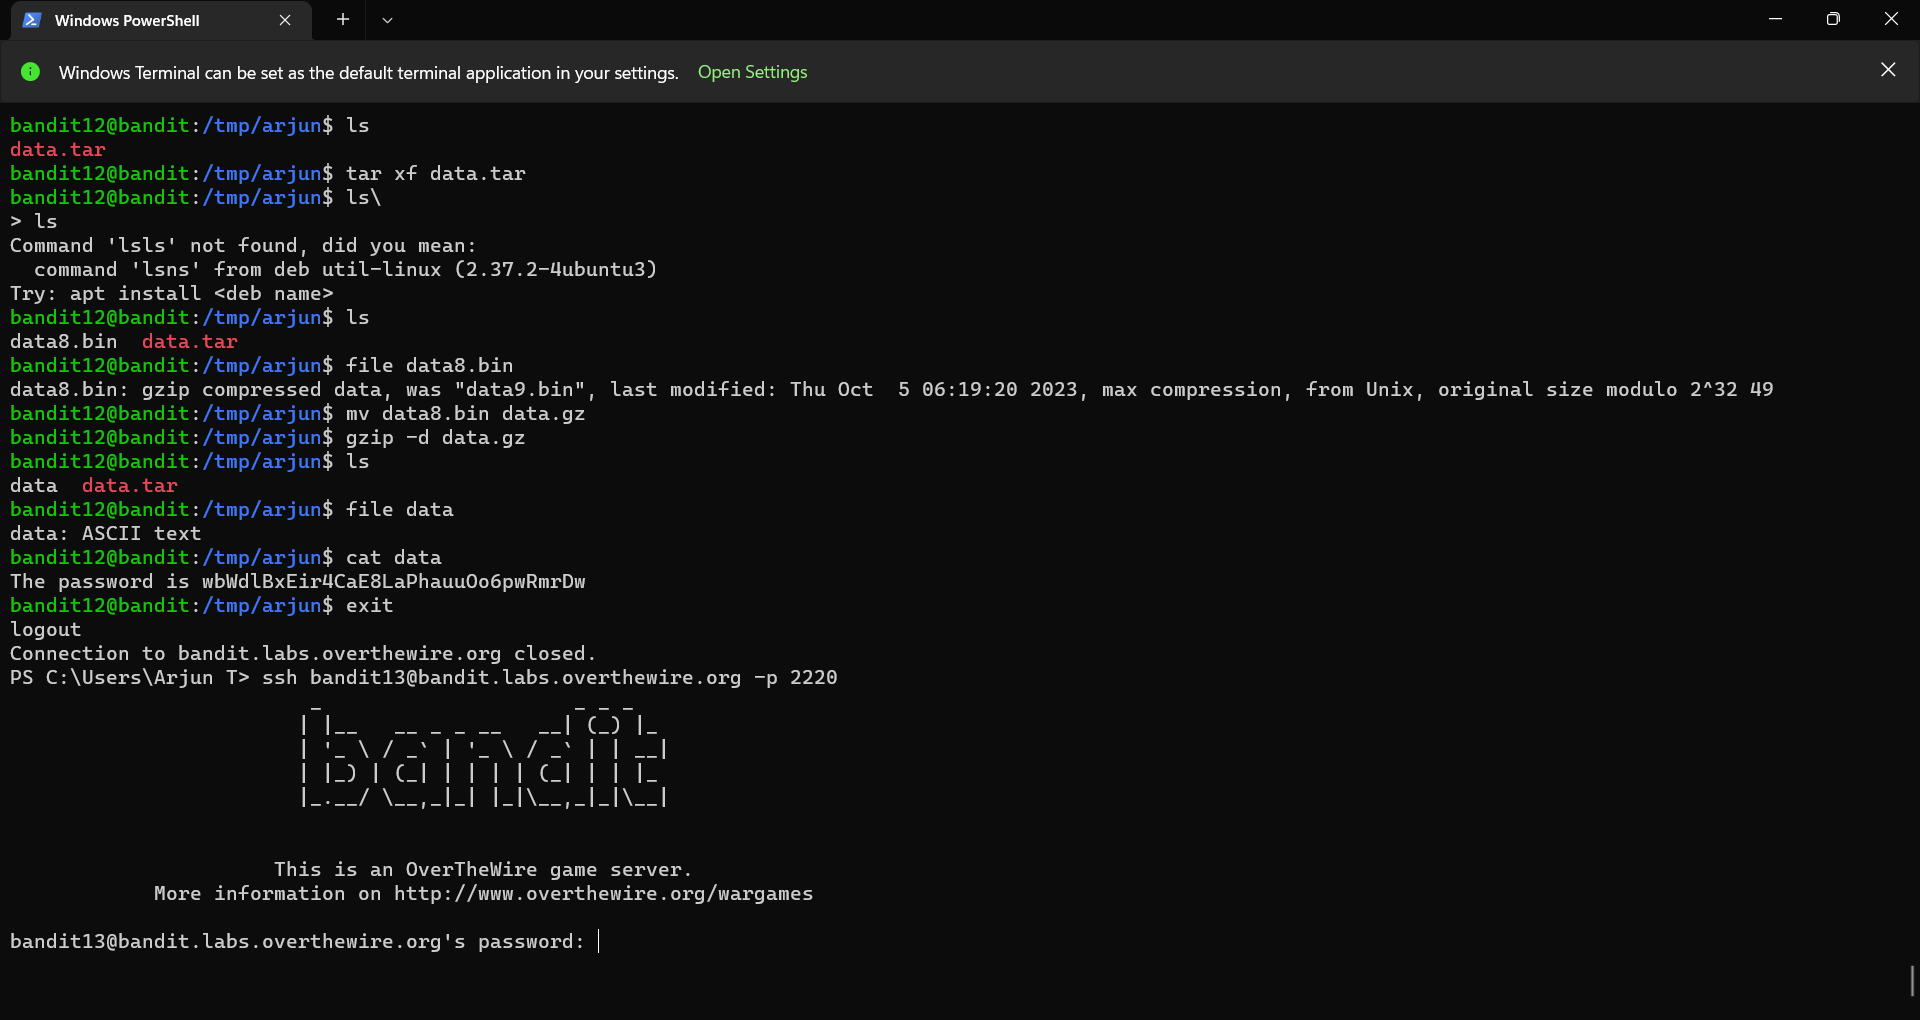 Windows PowerShell
Windows Terminal can be set as the default terminal application in your settings. Open Settings
bandit12@bandit:/tmp/arjun$ ls
data.tar
bandit12@bandit:/tmp/arjun$ tar xf data.tar
bandit12@bandit:/tmp/arjun$ ls\
> ls
Command 'lsls' not found, did you mean:
  command 'lsns' from deb util-linux (2.37.2-4ubuntu3)
Try: apt install <deb name>
bandit12@bandit:/tmp/arjun$ ls
data8.bin  data.tar
bandit12@bandit:/tmp/arjun$ file data8.bin
data8.bin: gzip compressed data, was "data9.bin", last modified: Thu Oct  5 06:19:20 2023, max compression, from Unix, original size modulo 2^32 49
bandit12@bandit:/tmp/arjun$ mv data8.bin data.gz
bandit12@bandit:/tmp/arjun$ gzip -d data.gz
bandit12@bandit:/tmp/arjun$ ls
data  data.tar
bandit12@bandit:/tmp/arjun$ file data
data: ASCII text
bandit12@bandit:/tmp/arjun$ cat data
The password is wbWdlBxEir4CaE8LaPhauuOo6pwRmrDw
bandit12@bandit:/tmp/arjun$ exit
logout
Connection to bandit.labs.overthewire.org closed.
PS C:\Users\Arjun T> ssh bandit13@bandit.labs.overthewire.org -p 2220
bandit
This is an OverTheWire game server.
More information on http://www.overthewire.org/wargames
bandit13@bandit.labs.overthewire.org's password: